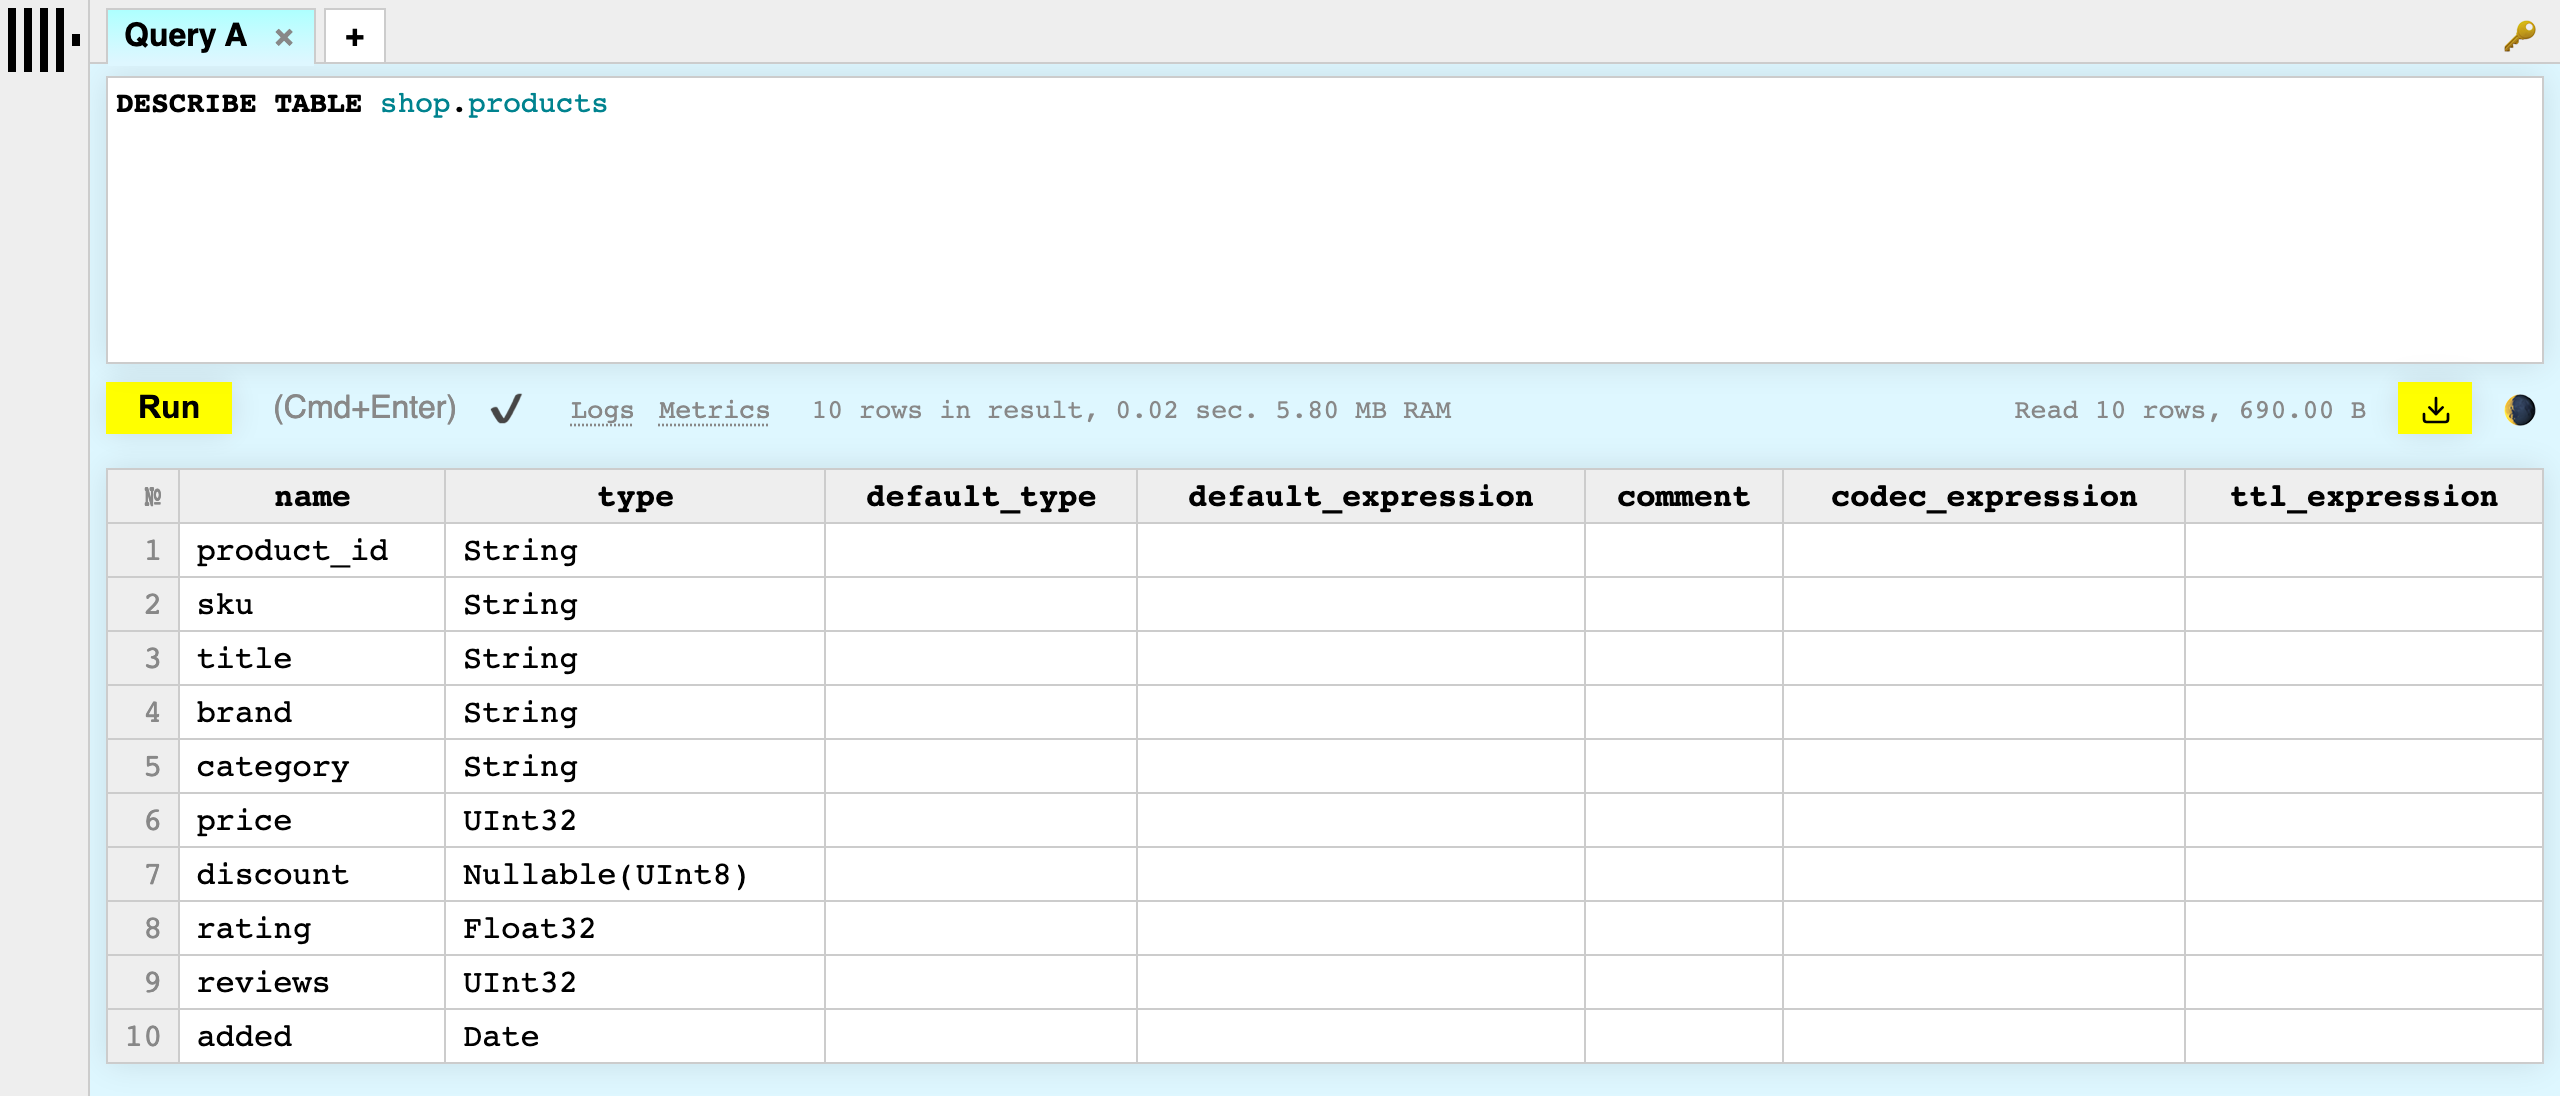 Query A × +
DESCRIBE TABLE shop.products
Run (Cmd+Enter) ✔ Logs Metrics 10 rows in result, 0.02 sec. 5.80 MB RAM Read 10 rows, 690.00 B
№ name type default_type default_expression comment codec_expression ttl_expression
1 product_id String
2 sku String
3 title String
4 brand String
5 category String
6 price UInt32
7 discount Nullable(UInt8)
8 rating Float32
9 reviews UInt32
10 added Date